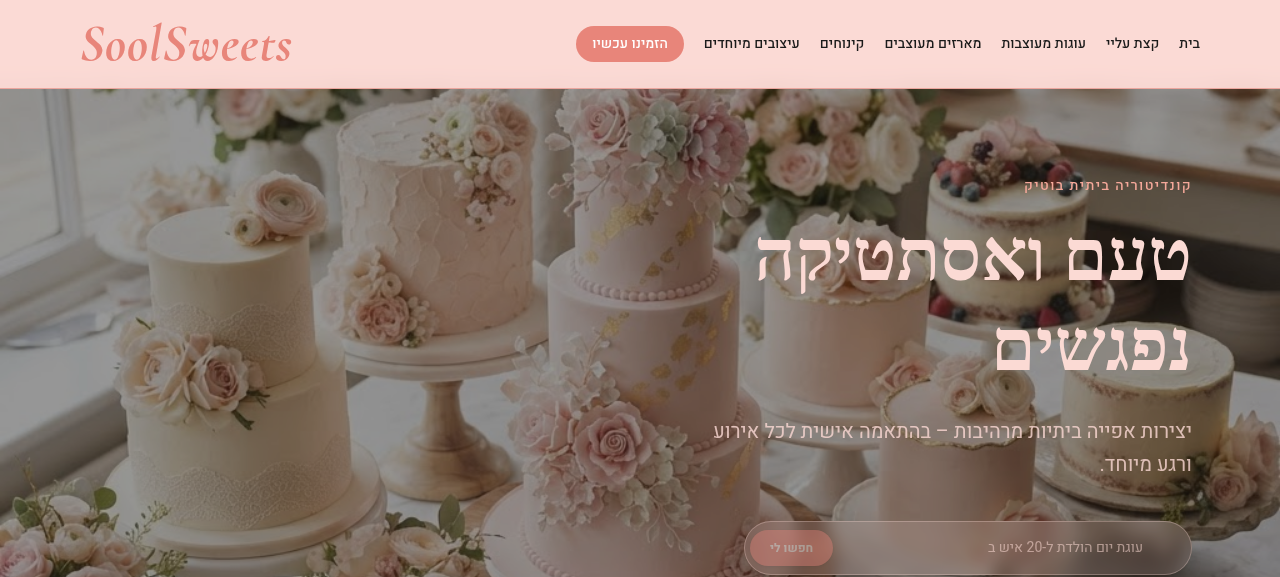 SoolSweets
בית
קצת עליי
עוגות מעוצבות
מארזים מעוצבים
קינוחים
עיצובים מיוחדים
הזמינו עכשיו
קונדיטוריה ביתית בוטיק
טעם ואסתטיקה
נפגשים
יצירות אפייה ביתיות מרהיבות – בהתאמה אישית לכל אירוע
ורגע מיוחד.
עוגת יום הולדת ל-20 איש ב
חפשו לי